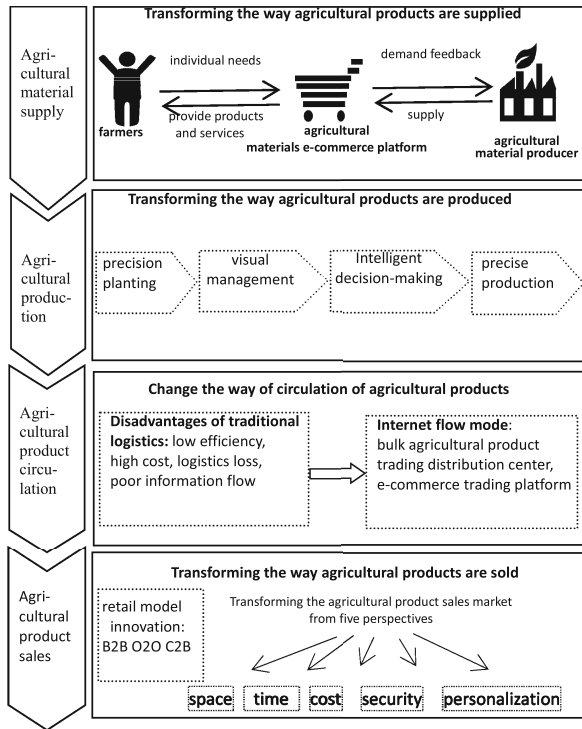 Agri-
cultural
material
supply
Transforming the way agricultural products are supplied
individual needs
demand feedback
farmers
provide products
and services
agricultural
materials e-commerce platform
supply
agricultural
material producer
Agri-
cultural
produc-
tion
Transforming the way agricultural products are produced
precision
planting
visual
management
Intelligent
decision-making
precise
production
Agri-
cultural
product
circu-
lation
Change the way of circulation of agricultural products
Disadvantages of traditional
logistics: low efficiency,
high cost, logistics loss,
poor information flow
Internet flow mode:
bulk agricultural product
trading distribution center,
e-commerce trading platform
Agri-
cultural
product
sales
Transforming the way agricultural products are sold
retail model
innovation:
B2B O2O C2B
Transforming the agricultural product sales market
from five perspectives
space
time
cost
security
personalization